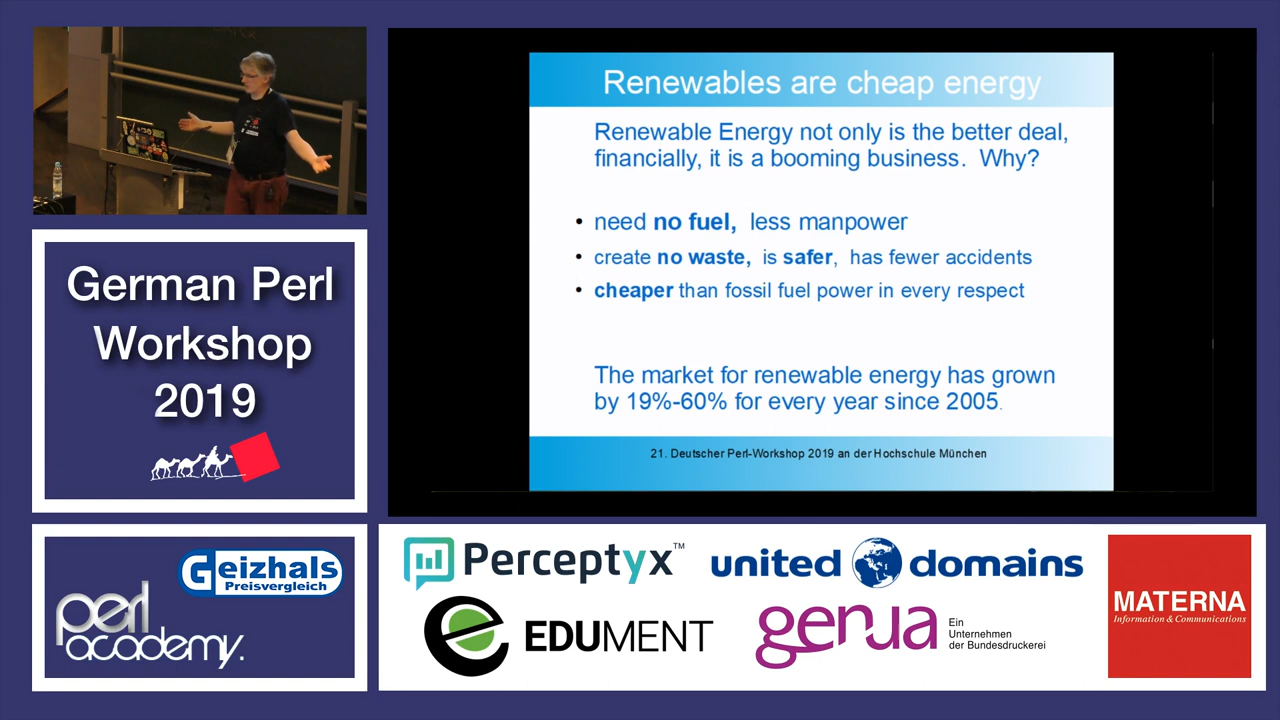 Renewables are cheap energy
Renewable Energy not only is the better deal,
financially, it is a booming business. Why?
• need no fuel, less manpower
• create no waste, is safer, has fewer accidents
• cheaper than fossil fuel power in every respect
The market for renewable energy has grown
by 19%-60% for every year since 2005.
21. Deutscher Perl-Workshop 2019 an der Hochschule München
German Perl
Workshop
2019
Geizhals
Preisvergleich
perl
academy.
Perceptyx™
united domains
EDUMENT
genua
Ein
Unternehmen
der Bundesdruckerei
MATERNA
Information & Communications